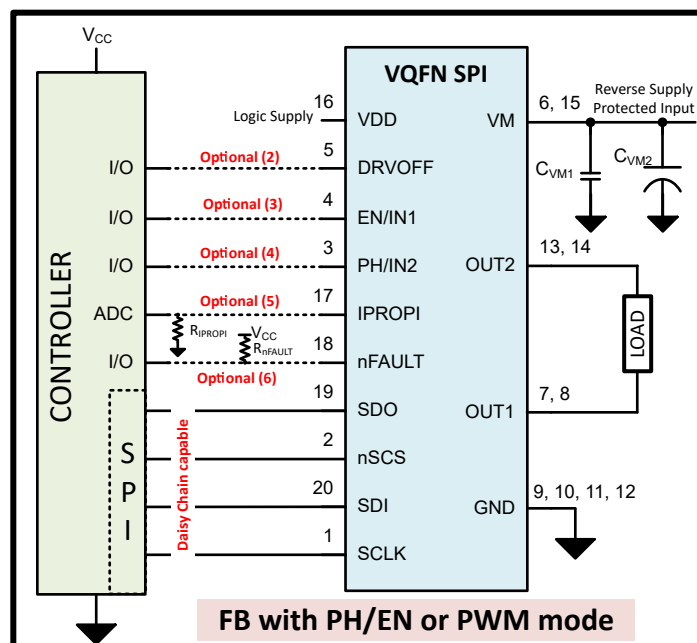 VCC
CONTROLLER
I/O
I/O
I/O
ADC
I/O
SPI
Logic Supply
Optional (2)
Optional (3)
Optional (4)
Optional (5)
RIPROPI
VCC
RnFAULT
Optional (6)
Daisy Chain capable
16
5
4
3
17
18
19
2
20
1
VQFN SPI
VDD
DRVOFF
EN/IN1
PH/IN2
IPROPI
nFAULT
SDO
nSCS
SDI
SCLK
VM
OUT2
OUT1
GND
6, 15
Reverse Supply
Protected Input
CVM1
CVM2
13, 14
LOAD
7, 8
9, 10, 11, 12
FB with PH/EN or PWM mode